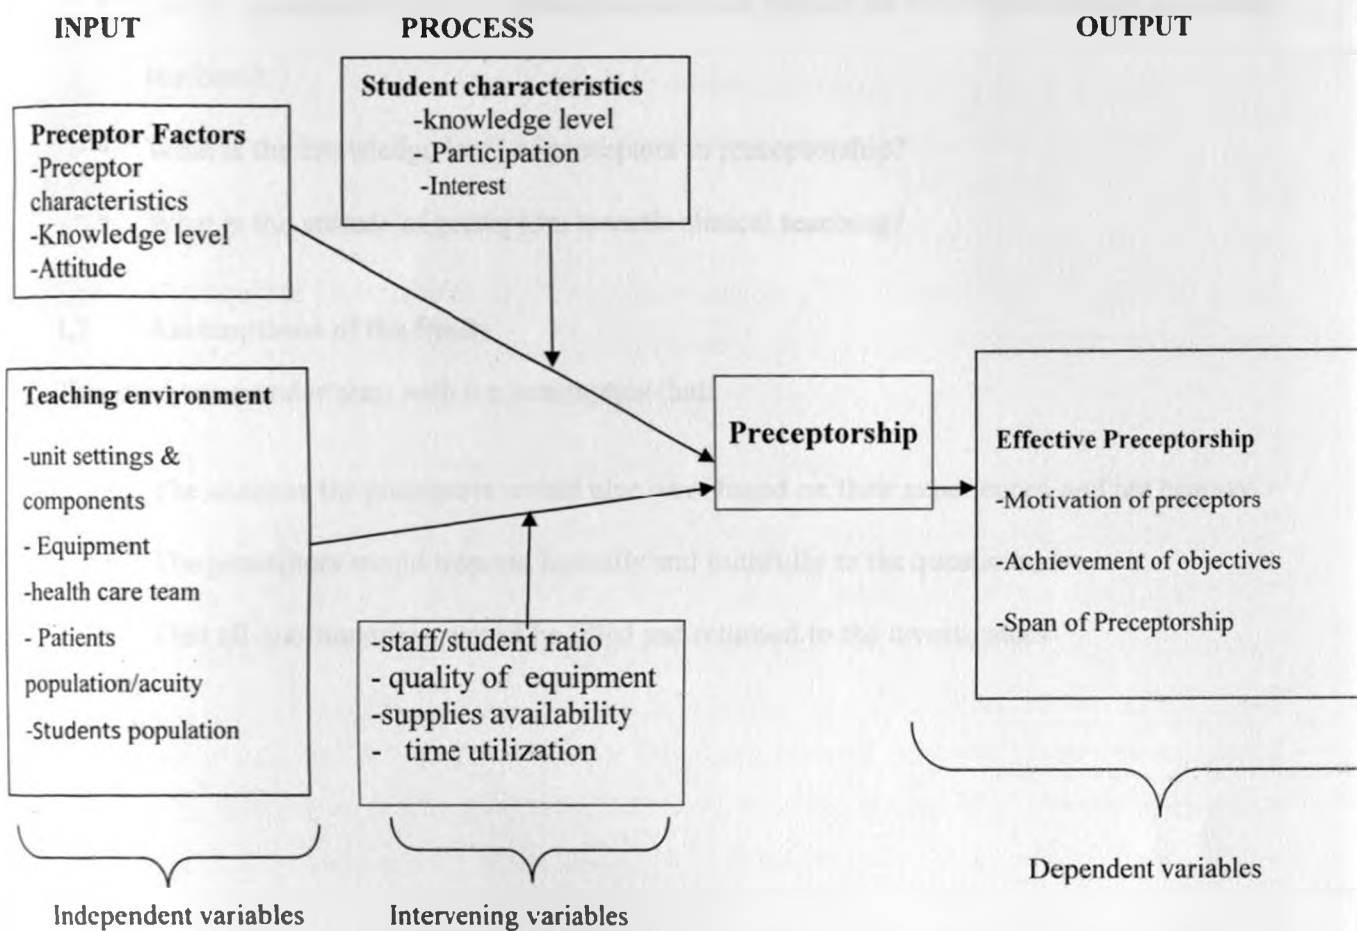 INPUT
PROCESS
OUTPUT
Preceptor Factors
-Preceptor
characteristics
-Knowledge level
-Attitude
Student characteristics
-knowledge level
- Participation
-Interest
Teaching environment
-unit settings &
components
- Equipment
-health care team
- Patients
population/acuity
-Students population
-staff/student ratio
- quality of equipment
-supplies availability
- time utilization
Preceptorship
Effective Preceptorship
-Motivation of preceptors
-Achievement of objectives
-Span of Preceptorship
Independent variables
Intervening variables
Dependent variables